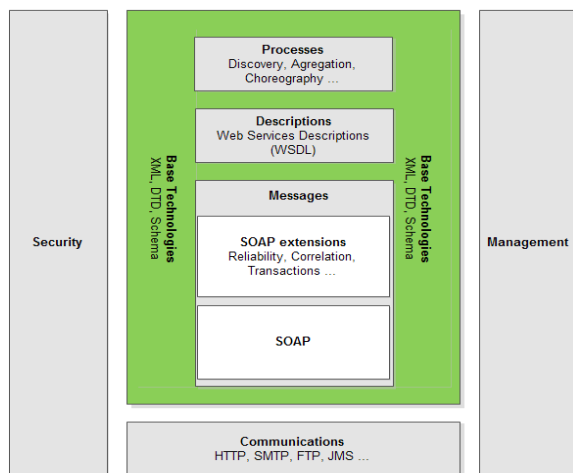 Processes
Discovery, Agregation,
Choreography ...
Descriptions
Web Services Descriptions
(WSDL)
Base Technologies
XML, DTD, Schema
Base Technologies
XML, DTD, Schema
Messages
Security
SOAP extensions
Reliability, Correlation,
Transactions ...
Management
SOAP
Communications
HTTP, SMTP, FTP, JMS ...